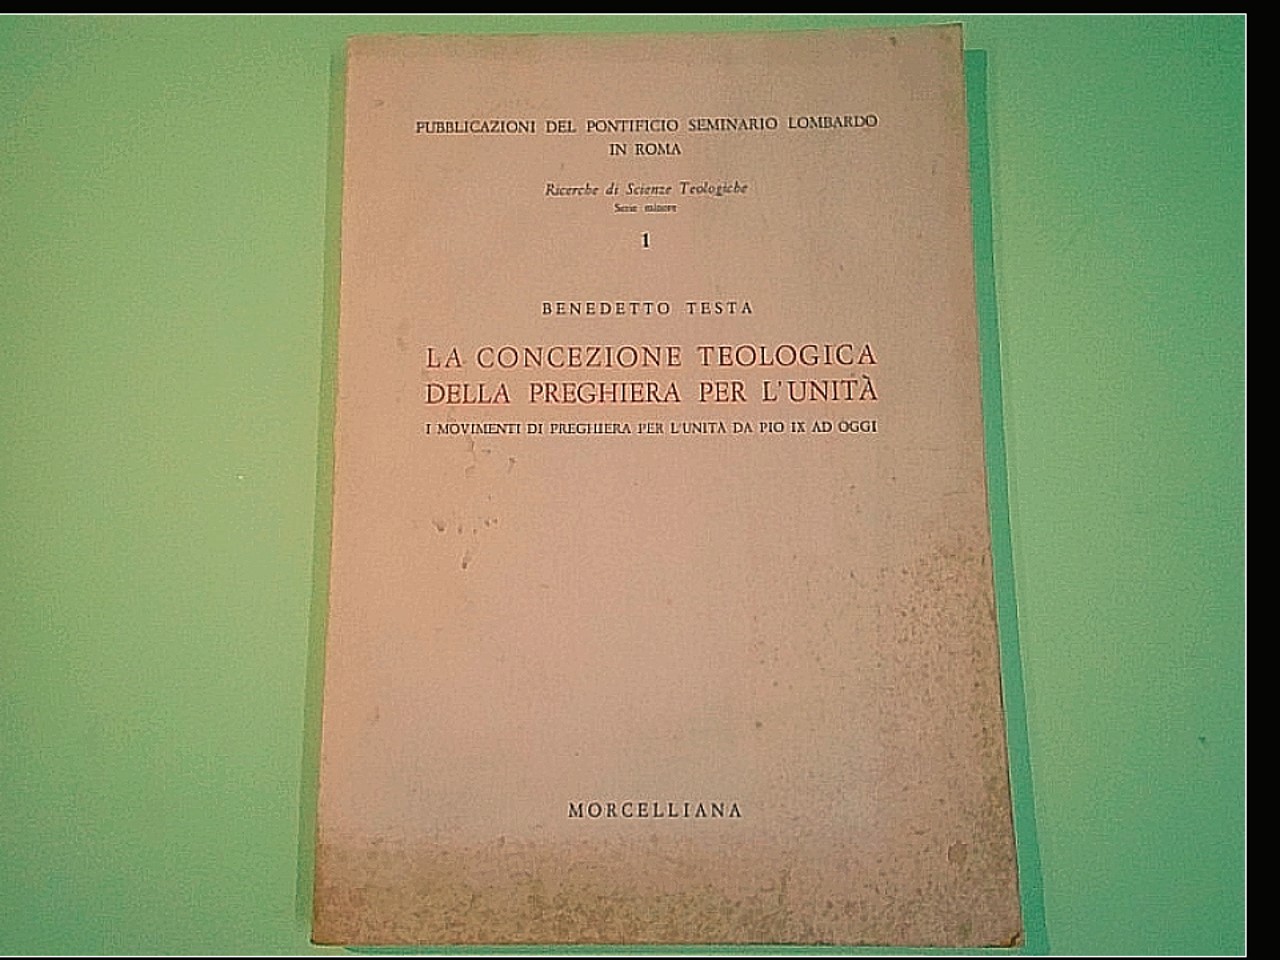 PUBBLICAZIONI DEL PONTIFICIO SEMINARIO LOMBARDO
IN ROMA
Ricerche di Scienze Teologiche
Serie minore
1
BENEDETTO TESTA
LA CONCEZIONE TEOLOGICA
DELLA PREGHIERA PER L'UNITÀ
I MOVIMENTI DI PREGHIERA PER L'UNITÀ DA PIO IX AD OGGI
MORCELLIANA